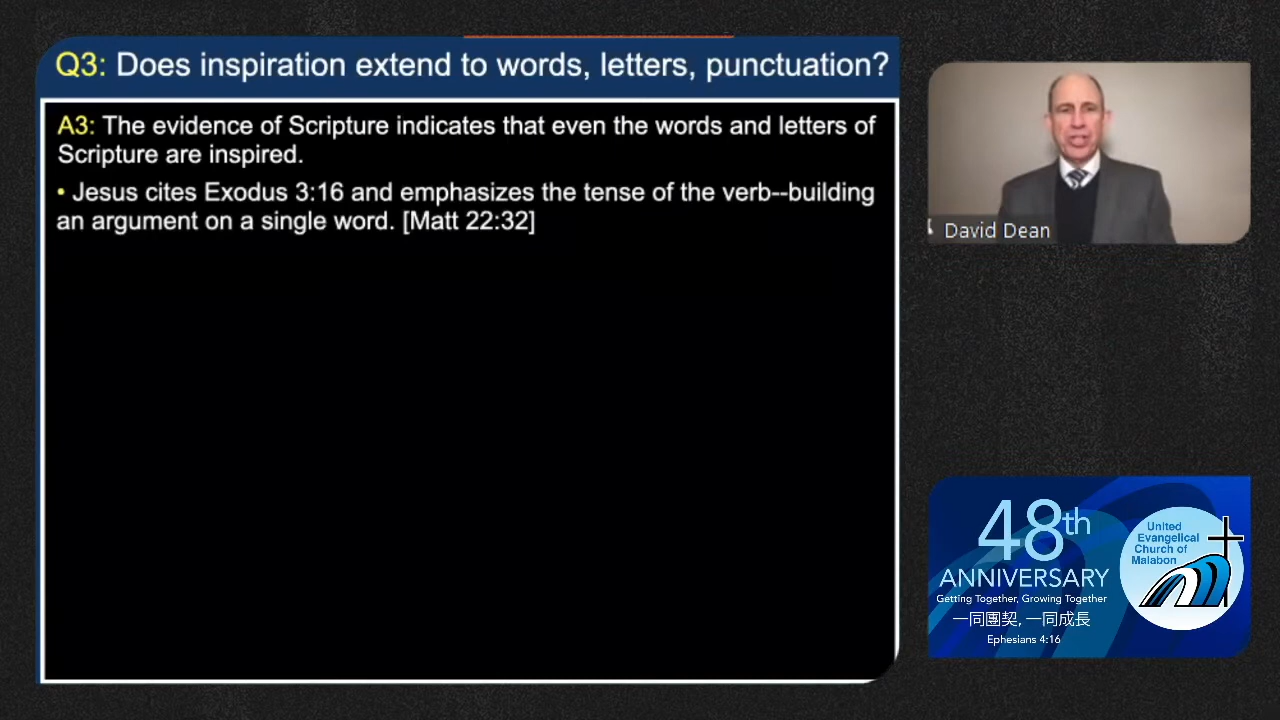 Q3: Does inspiration extend to words, letters, punctuation?
A3: The evidence of Scripture indicates that even the words and letters of
Scripture are inspired.
• Jesus cites Exodus 3:16 and emphasizes the tense of the verb--building
an argument on a single word. [Matt 22:32]
David Dean
48th
ANNIVERSARY
Getting Together, Growing Together
一同團契, 一同成長
Ephesians 4:16
United
Evangelical
Church of
Malabon